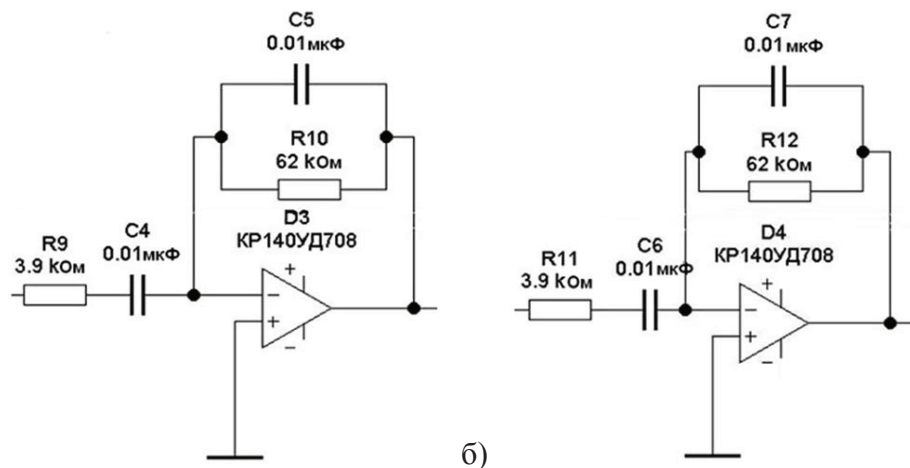 C5
0.01мкФ
R10
62 kОм
D3
КР140УД708
C4
0.01мкФ
R9
3.9 kОм
+
−
+
−
C7
0.01мкФ
R12
62 kОм
D4
КР140УД708
C6
0.01мкФ
R11
3.9 kОм
+
−
+
−
б)